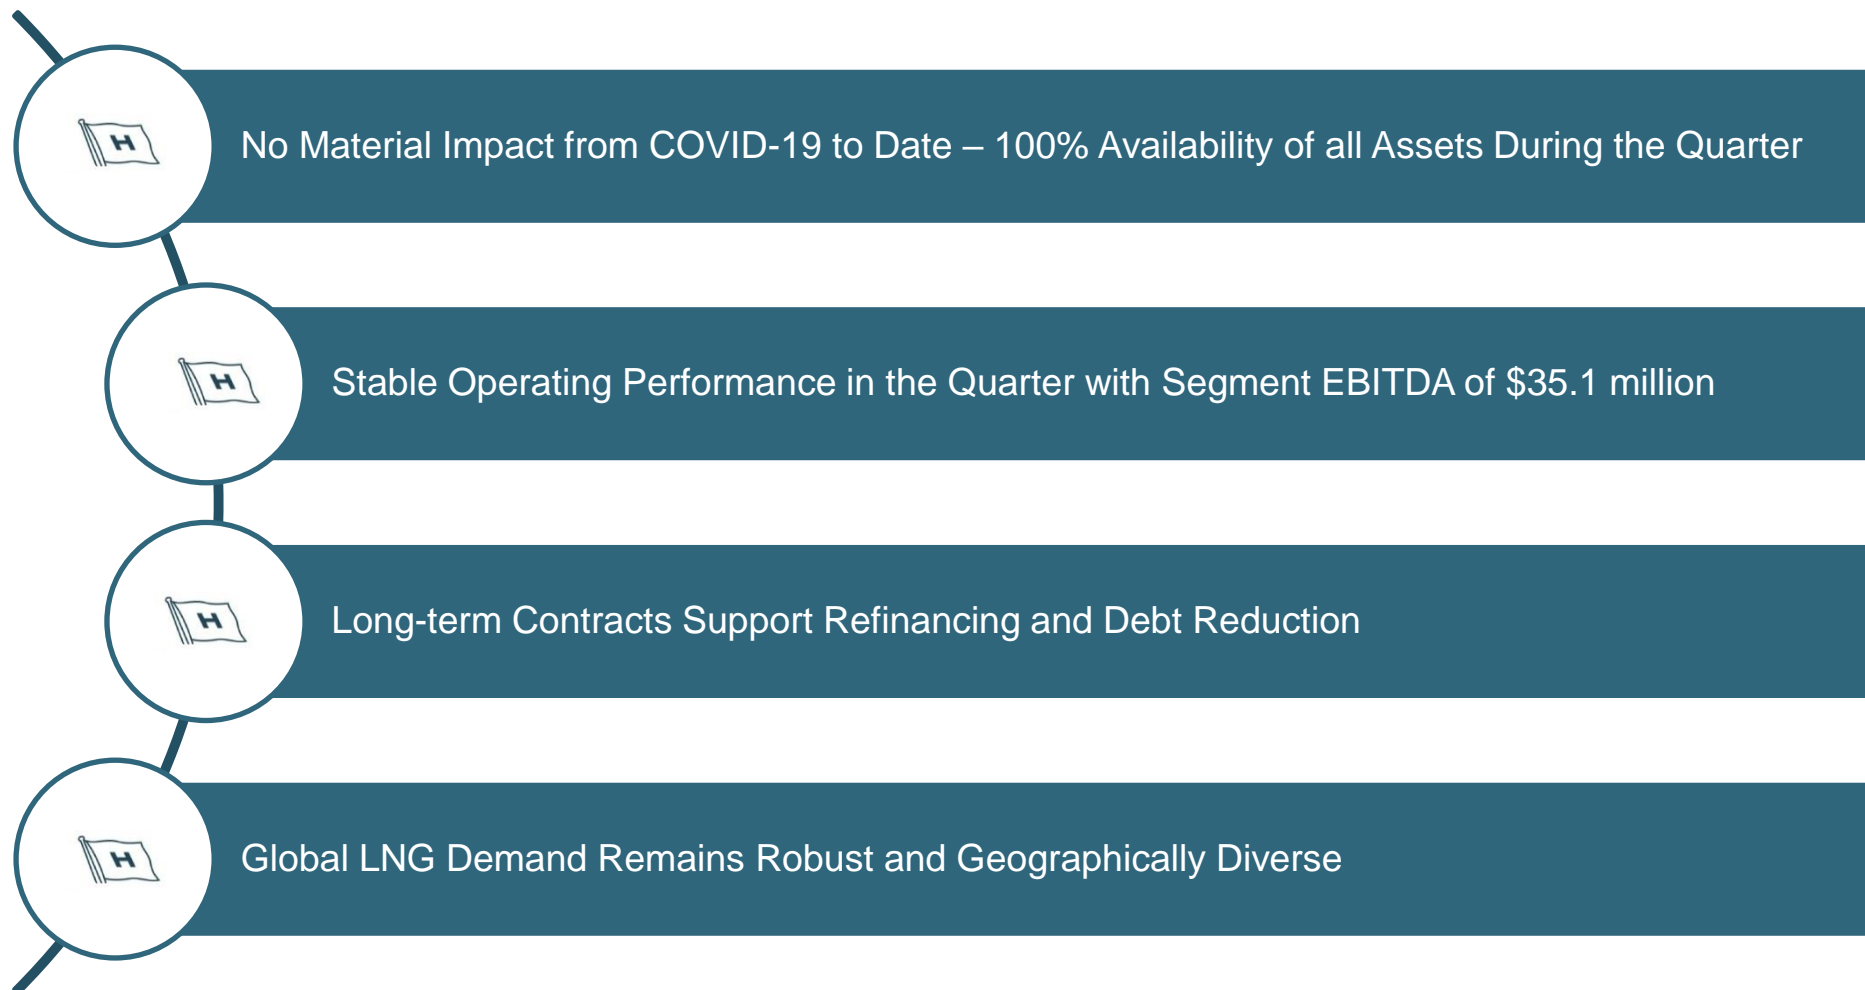 H
No Material Impact from COVID-19 to Date – 100% Availability of all Assets During the Quarter
H
Stable Operating Performance in the Quarter with Segment EBITDA of $35.1 million
H
Long-term Contracts Support Refinancing and Debt Reduction
H
Global LNG Demand Remains Robust and Geographically Diverse